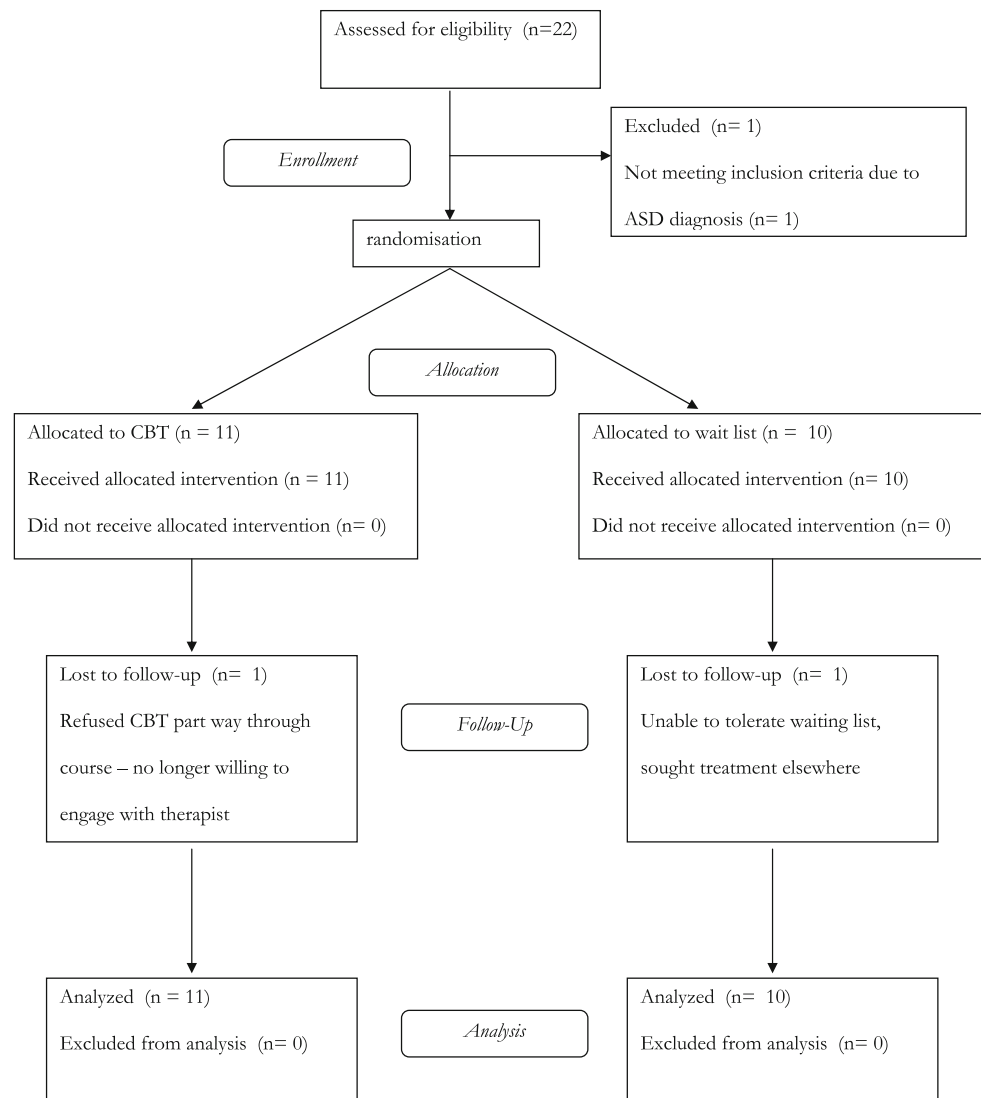 Assessed for eligibility (n=22)
Enrollment
Excluded (n= 1)
Not meeting inclusion criteria due to
ASD diagnosis (n= 1)
randomisation
Allocation
Allocated to CBT (n = 11)
Received allocated intervention (n = 11)
Did not receive allocated intervention (n= 0)
Allocated to wait list (n = 10)
Received allocated intervention (n= 10)
Did not receive allocated intervention (n= 0)
Lost to follow-up (n= 1)
Refused CBT part way through
course – no longer willing to
engage with therapist
Follow-Up
Lost to follow-up (n= 1)
Unable to tolerate waiting list,
sought treatment elsewhere
Analyzed (n = 11)
Excluded from analysis (n= 0)
Analysis
Analyzed (n= 10)
Excluded from analysis (n= 0)